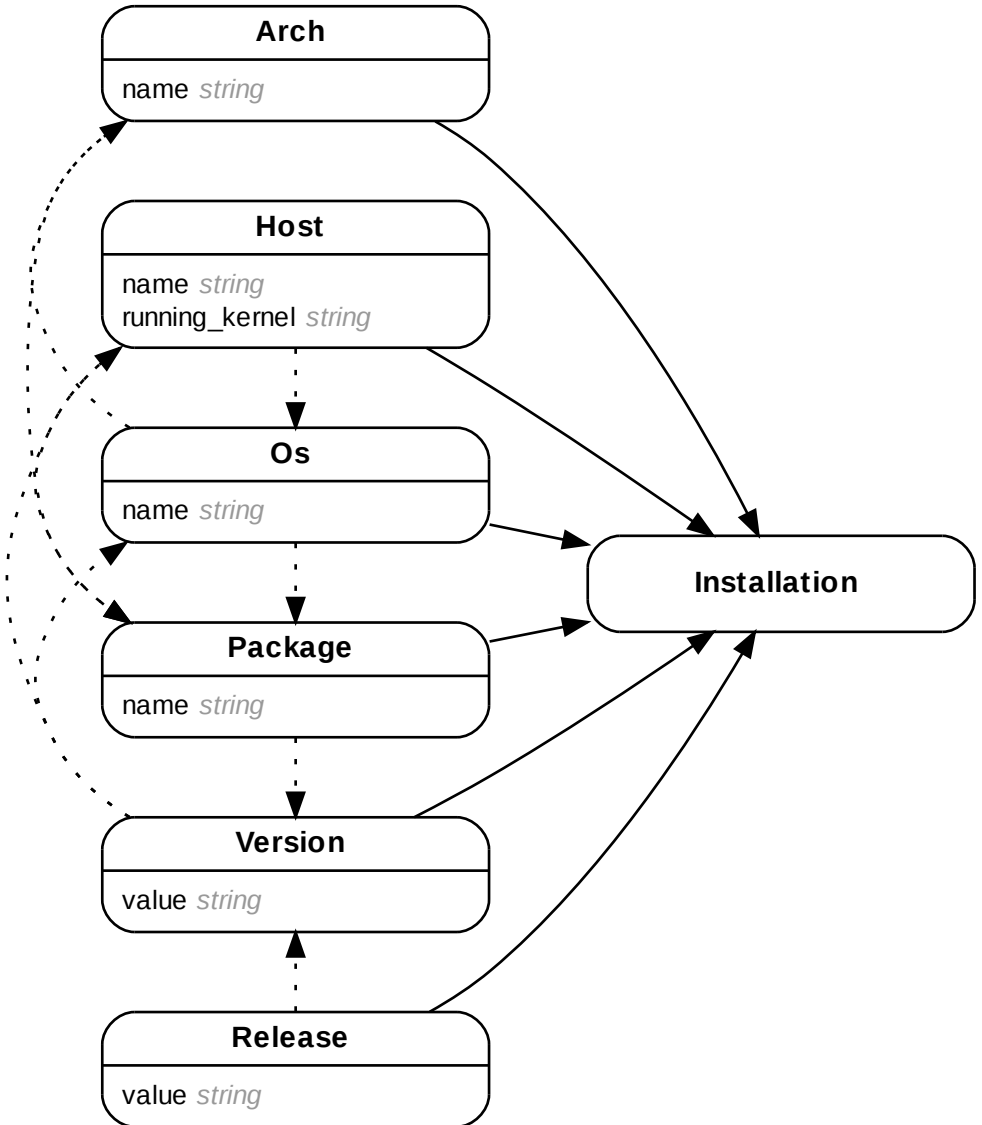 Arch
name string
Host
name string
running_kernel string
Os
name string
Installation
Package
name string
Version
value string
Release
value string